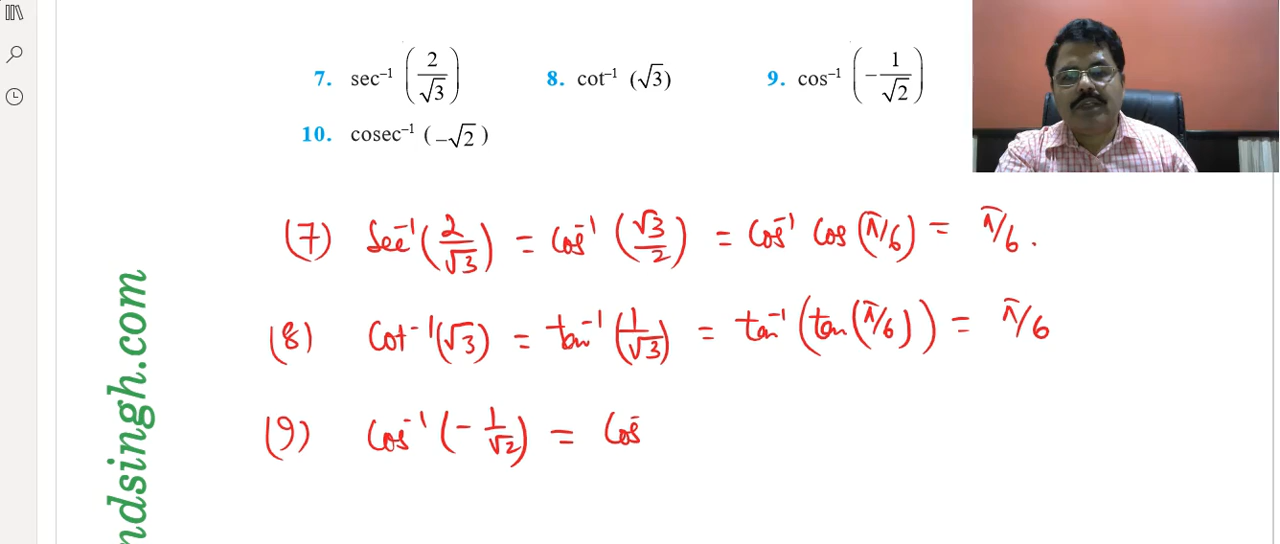 7. sec⁻¹ (2/√3) 8. cot⁻¹ (√3) 9. cos⁻¹ (−1/√2)
10. cosec⁻¹ (−√2)
(7) Sec⁻¹(2/√3) = Cos⁻¹(√3/2) = Cos⁻¹ Cos(π/6) = π/6.
(8) Cot⁻¹(√3) = tan⁻¹(1/√3) = tan⁻¹(tan(π/6)) = π/6
(9) Cos⁻¹(−1/√2) = Cos⁻
ndsingh.com